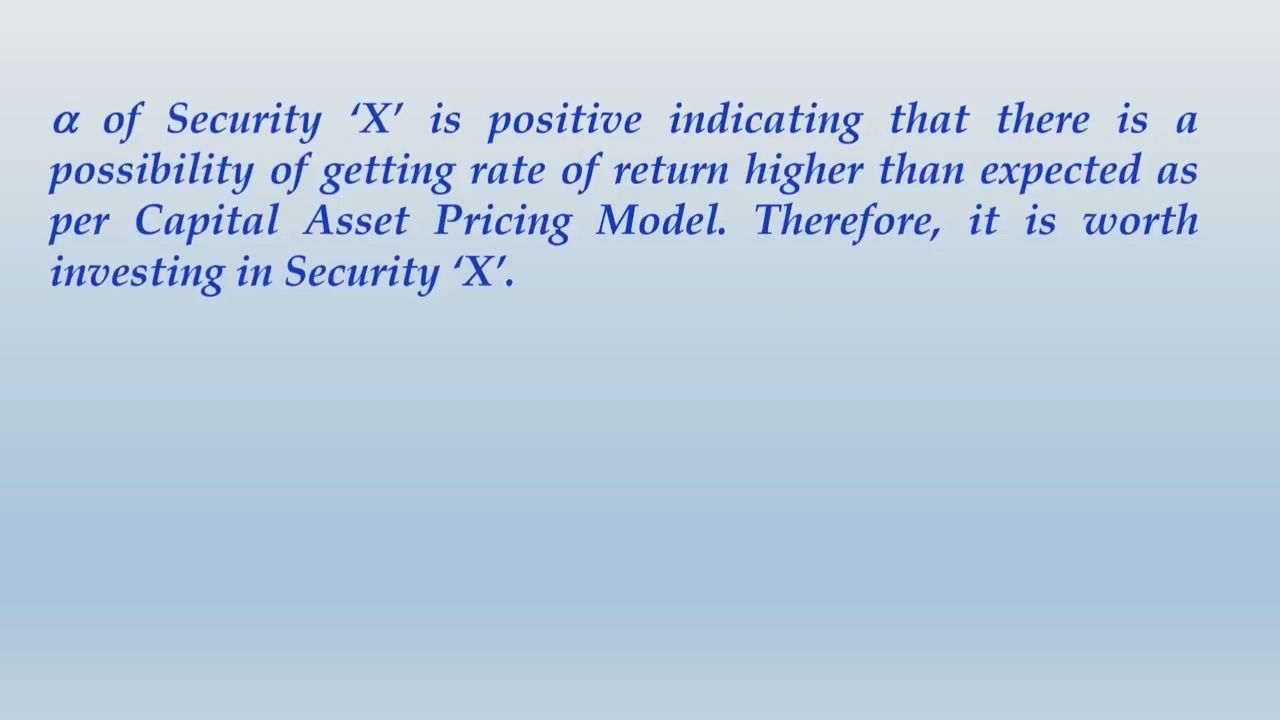 α of Security ‘X’ is positive indicating that there is a
possibility of getting rate of return higher than expected as
per Capital Asset Pricing Model. Therefore, it is worth
investing in Security ‘X’.